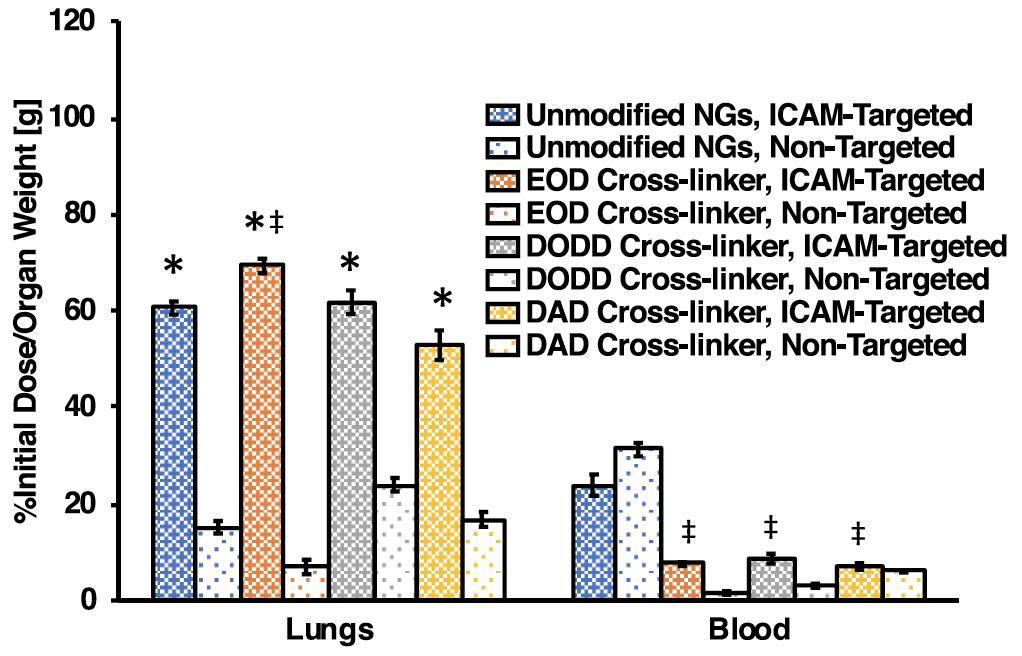 %Initial Dose/Organ Weight [g]
120
100
80
60
40
20
0
Unmodified NGs, ICAM-Targeted
Unmodified NGs, Non-Targeted
EOD Cross-linker, ICAM-Targeted
EOD Cross-linker, Non-Targeted
DODD Cross-linker, ICAM-Targeted
DODD Cross-linker, Non-Targeted
DAD Cross-linker, ICAM-Targeted
DAD Cross-linker, Non-Targeted
* *‡ * *
‡ ‡ ‡
Lungs Blood